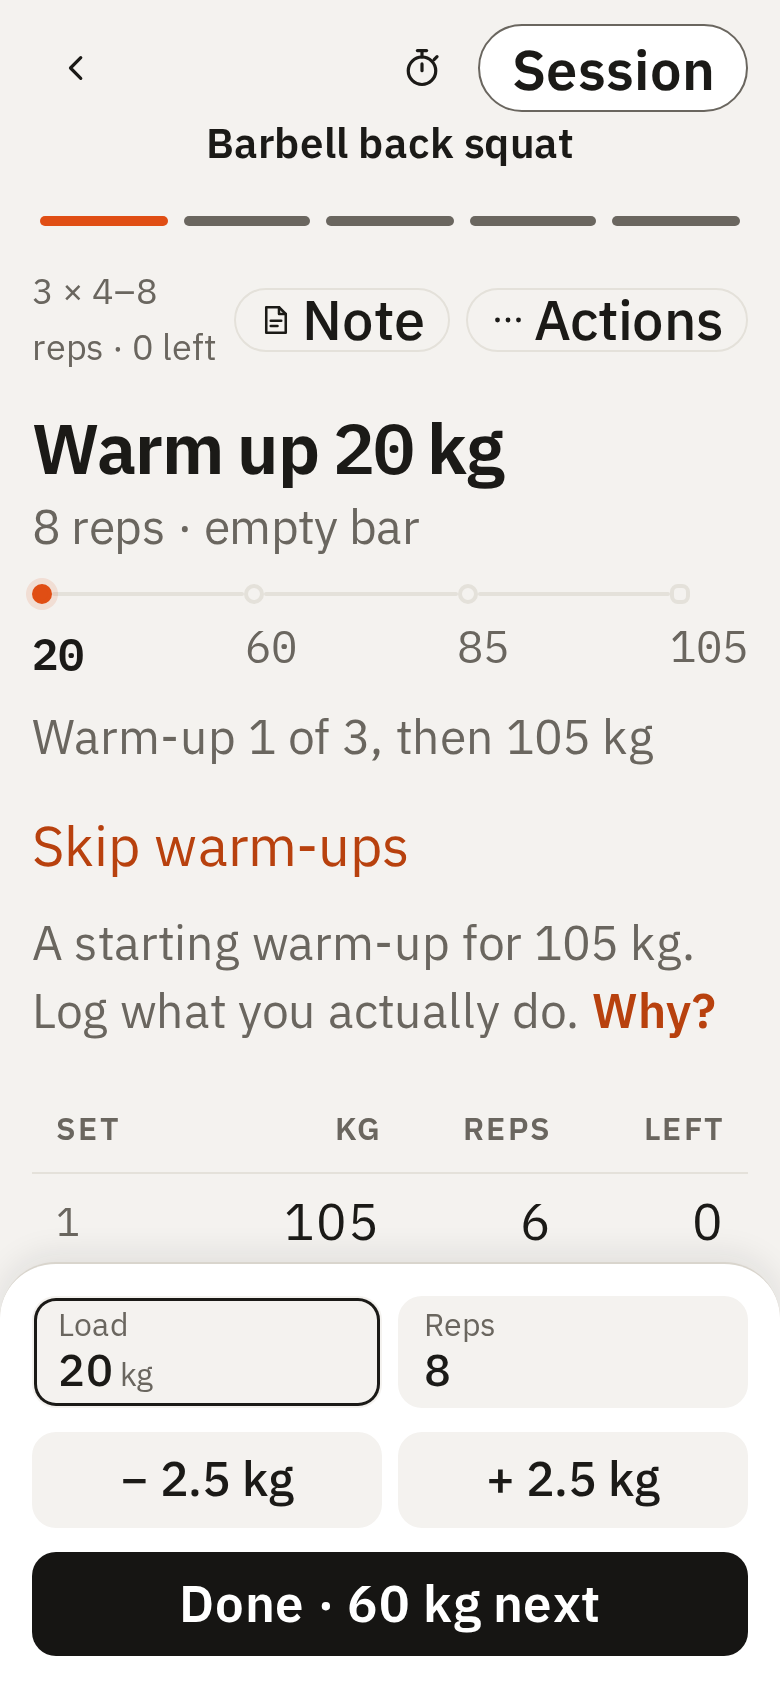 Session
Barbell back squat
3 × 4–8
reps · 0 left
Note
··· Actions
Warm up 20 kg
8 reps · empty bar
20 60 85 105
Warm-up 1 of 3, then 105 kg
Skip warm-ups
A starting warm-up for 105 kg.
Log what you actually do. Why?
SET KG REPS LEFT
1 105 6 0
Load Reps
20 kg 8
− 2.5 kg + 2.5 kg
Done · 60 kg next